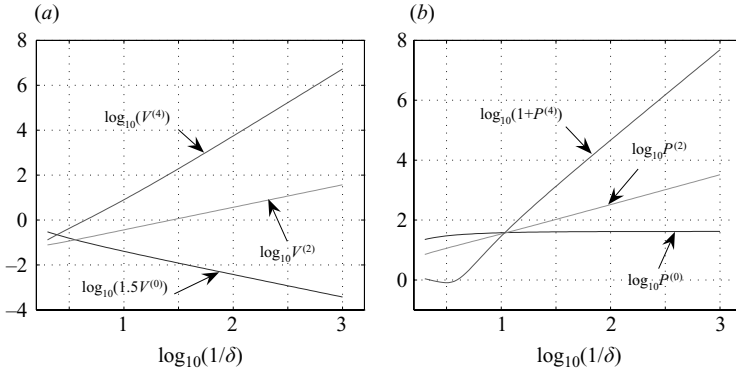 (a)
8
6
4
2
0
−2
−4
1
2
3
log₁₀(1/δ)
log₁₀(V⁽⁴⁾)
log₁₀V⁽²⁾
log₁₀(1.5V⁽⁰⁾)
(b)
8
6
4
2
0
1
2
3
log₁₀(1/δ)
log₁₀(1+P⁽⁴⁾)
log₁₀P⁽²⁾
log₁₀P⁽⁰⁾